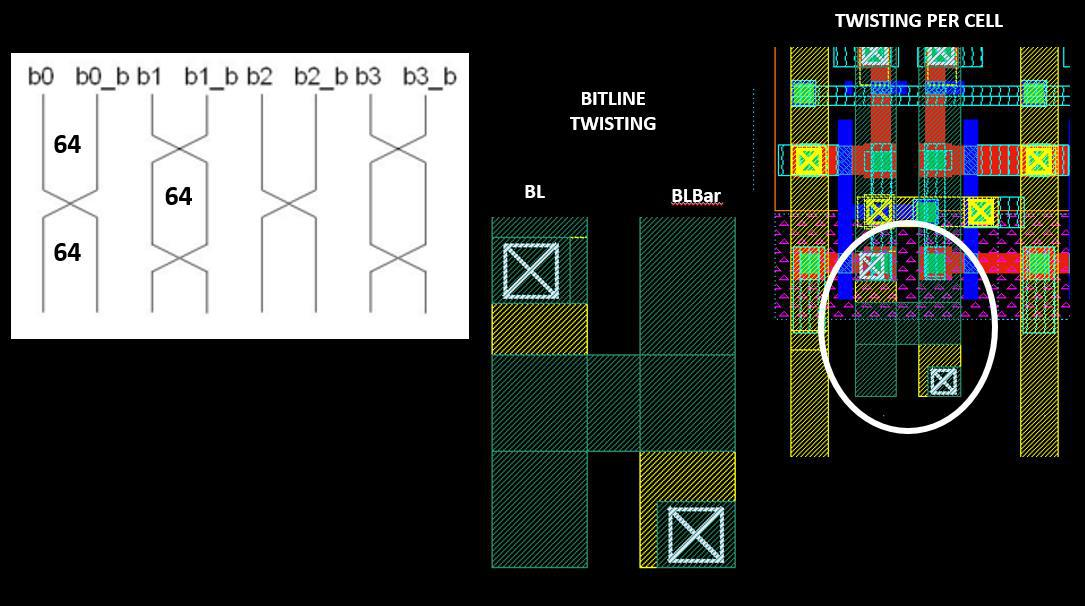 TWISTING PER CELL
b0 b0_b b1 b1_b b2 b2_b b3 b3_b
BITLINE
TWISTING
64
64
64
BL
BLBar